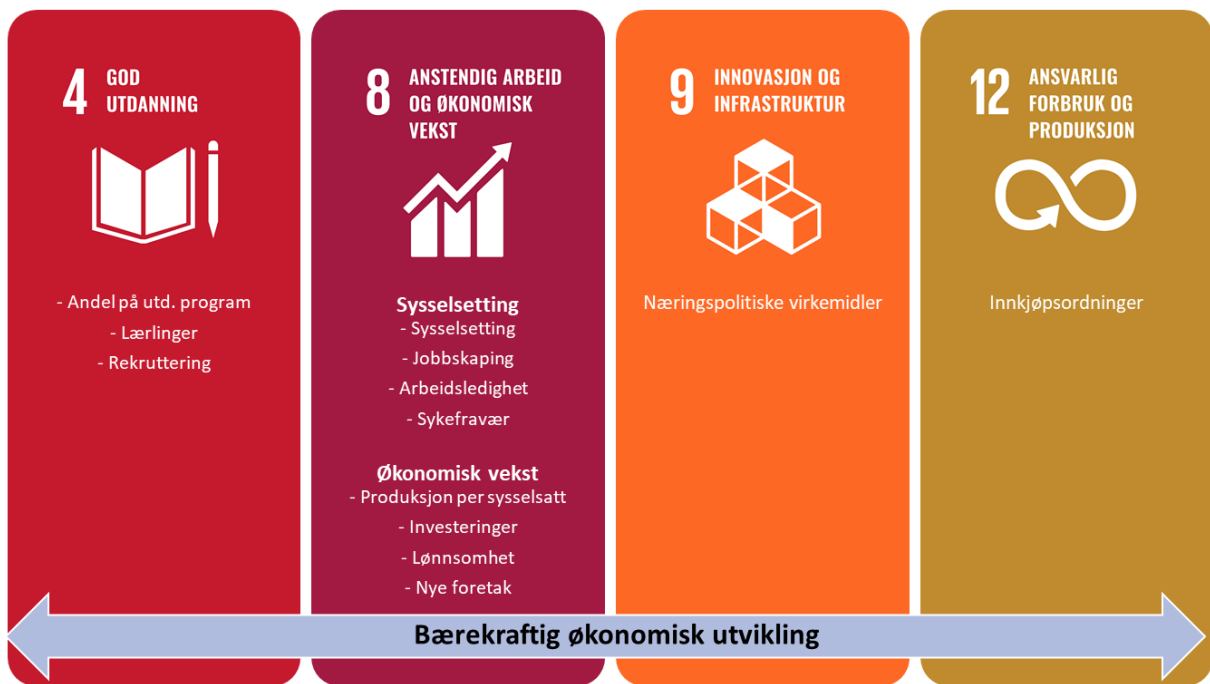 4 GOD
UTDANNING
- Andel på utd. program
- Lærlinger
- Rekruttering
8 ANSTENDIG ARBEID
OG ØKONOMISK
VEKST
Sysselsetting
- Sysselsetting
- Jobbskaping
- Arbeidsledighet
- Sykefravær
Økonomisk vekst
- Produksjon per sysselsatt
- Investeringer
- Lønnsomhet
- Nye foretak
9 INNOVASJON OG
INFRASTRUKTUR
Næringspolitiske virkemidler
12 ANSVARLIG
FORBRUK OG
PRODUKSJON
Innkjøpsordninger
Bærekraftig økonomisk utvikling